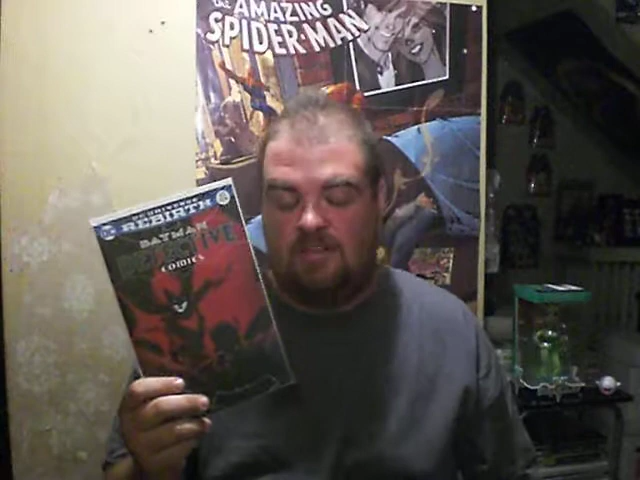 THE AMAZING
SPIDER-MAN
DC UNIVERSE
REBIRTH
BATMAN
DETECTIVE
COMICS